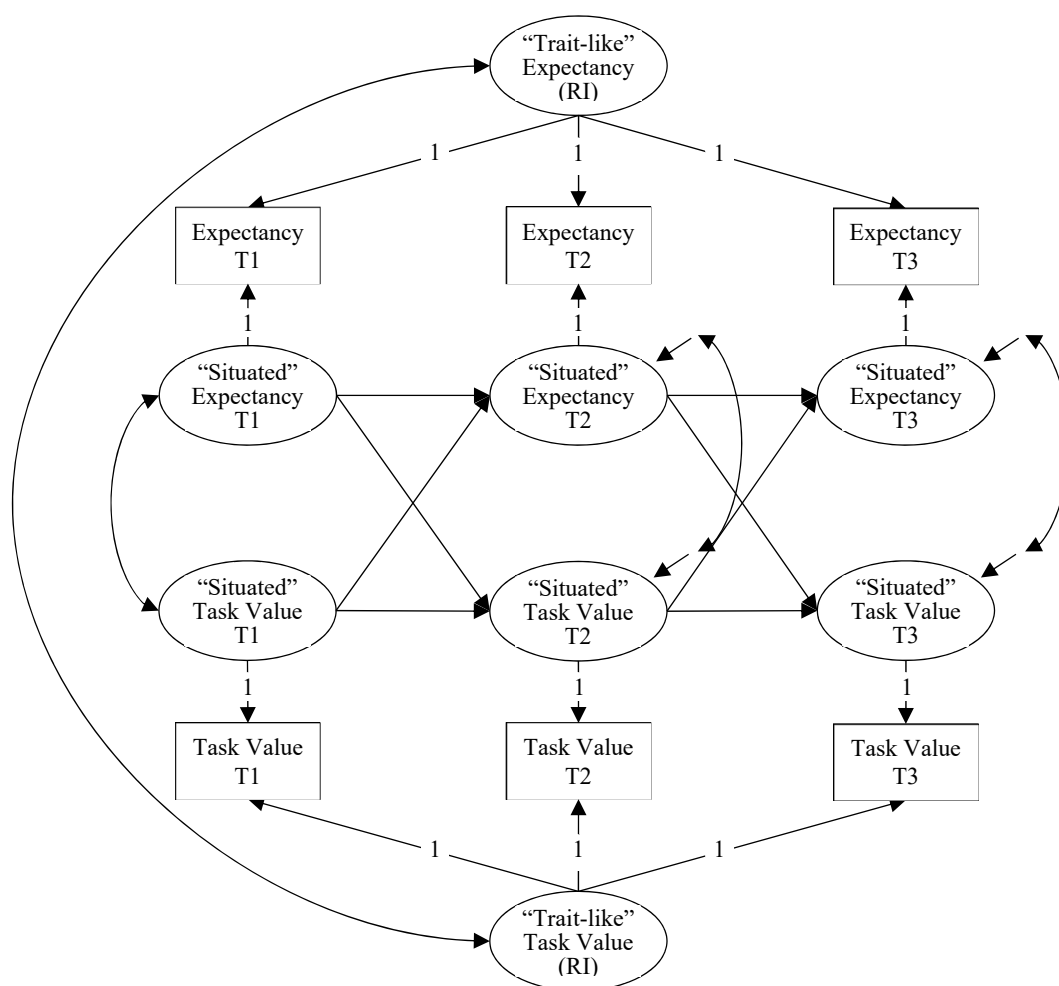 “Trait-like”
Expectancy
(RI)
1
1
1
Expectancy
T1
Expectancy
T2
Expectancy
T3
1
1
1
“Situated”
Expectancy
T1
“Situated”
Expectancy
T2
“Situated”
Expectancy
T3
“Situated”
Task Value
T1
“Situated”
Task Value
T2
“Situated”
Task Value
T3
1
1
1
Task Value
T1
Task Value
T2
Task Value
T3
1
1
1
“Trait-like”
Task Value
(RI)